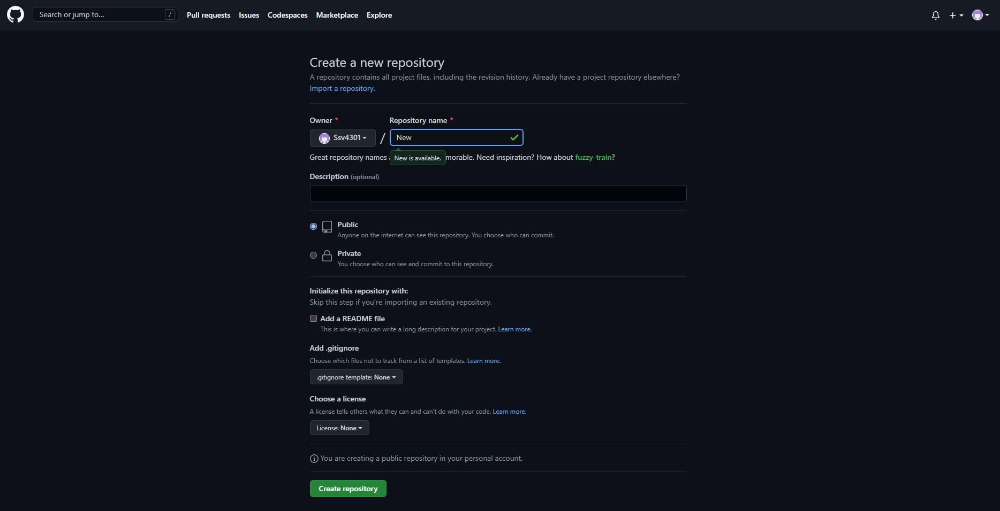 Search or jump to... /
Pull requests
Issues
Codespaces
Marketplace
Explore
Create a new repository
A repository contains all project files, including the revision history. Already have a project repository elsewhere?
Import a repository.
Owner *
Repository name *
Ssv4301 / New
Great repository names New is available. morable. Need inspiration? How about fuzzy-train?
Description (optional)
Public
Anyone on the internet can see this repository. You choose who can commit.
Private
You choose who can see and commit to this repository.
Initialize this repository with:
Skip this step if you're importing an existing repository.
Add a README file
This is where you can write a long description for your project. Learn more.
Add .gitignore
Choose which files not to track from a list of templates. Learn more.
.gitignore template: None
Choose a license
A license tells others what they can and can't do with your code. Learn more.
License: None
You are creating a public repository in your personal account.
Create repository